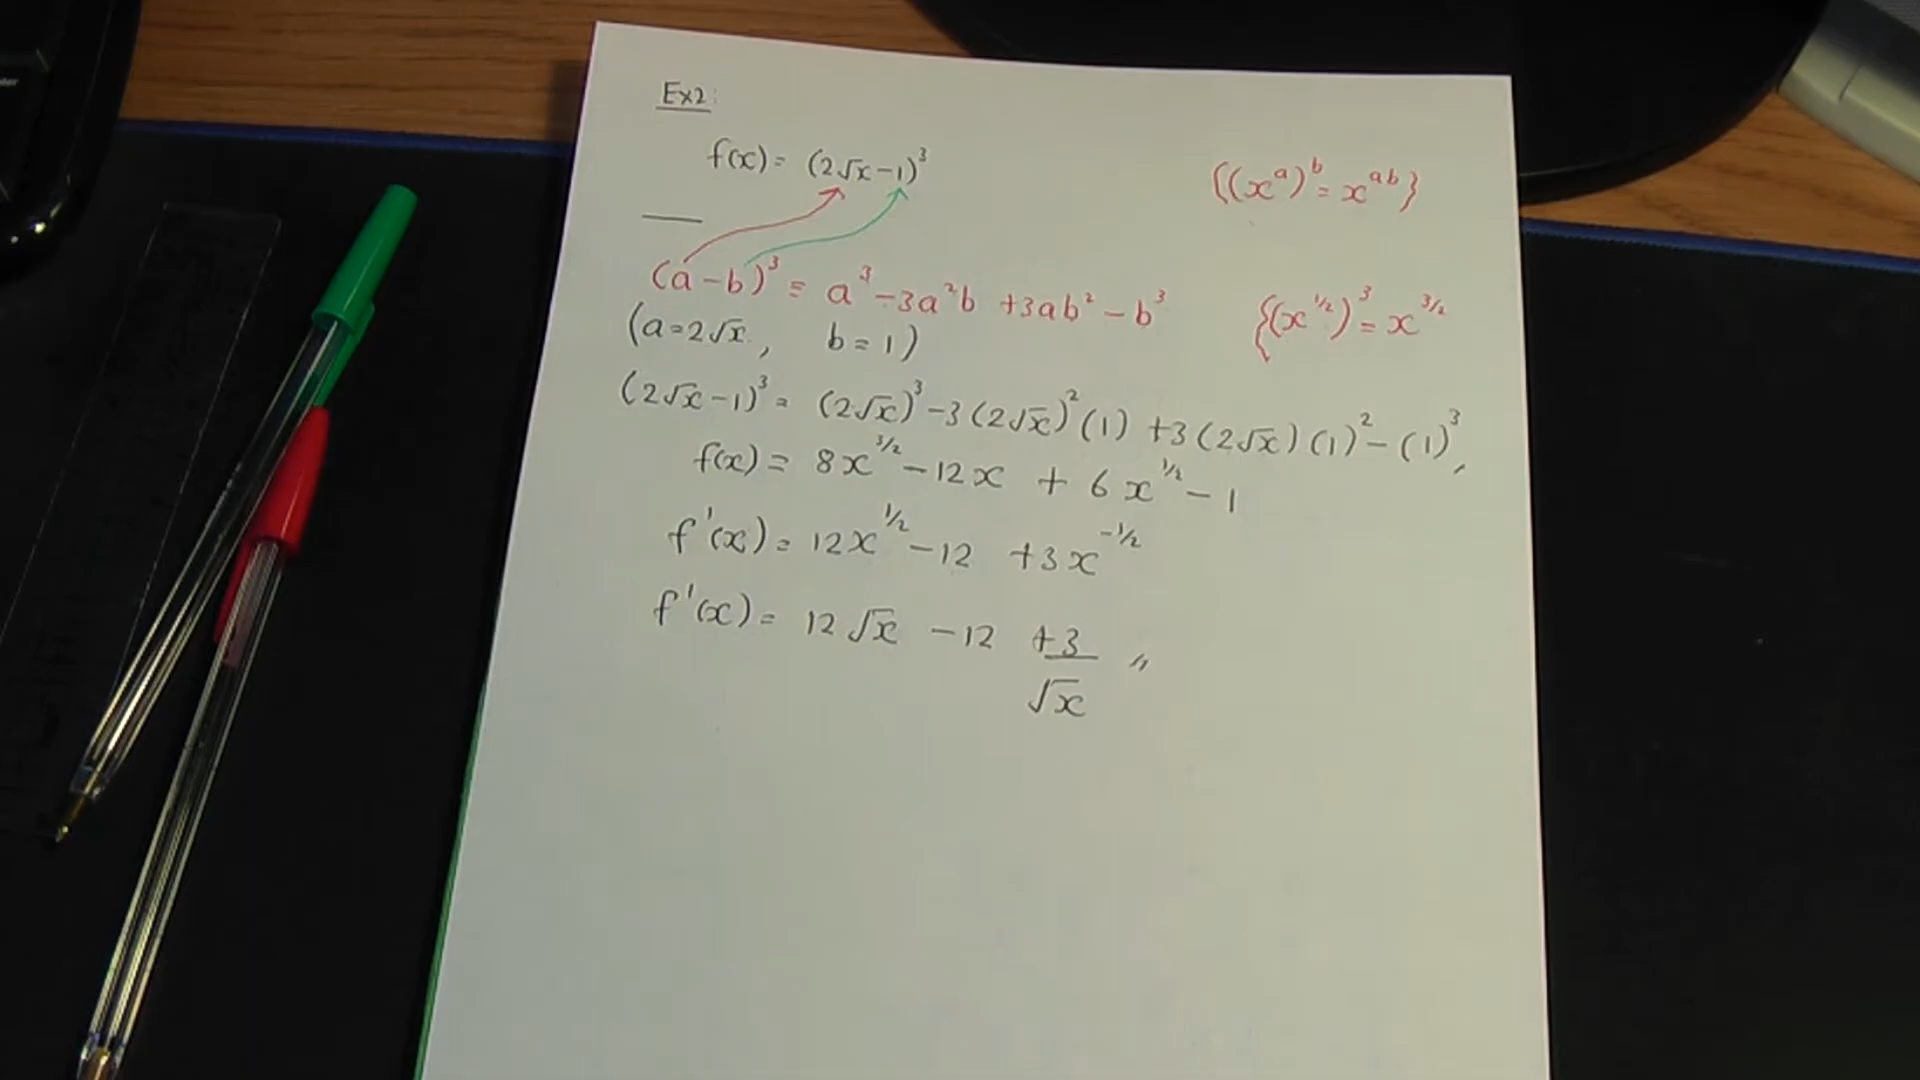 Ex2:
f(x) = (2√x - 1)³
{(xᵃ)ᵇ = xᵃᵇ}
(a - b)³ ≡ a³ - 3a²b + 3ab² - b³
{(x^½)³ = x^3/2
(a = 2√x, b = 1)
(2√x - 1)³ = (2√x)³ - 3(2√x)²(1) + 3(2√x)(1)² - (1)³,
f(x) = 8x^3/2 - 12x + 6x^1/2 - 1
f'(x) = 12x^1/2 - 12 + 3x^-1/2
f'(x) = 12√x - 12 + 3/√x //